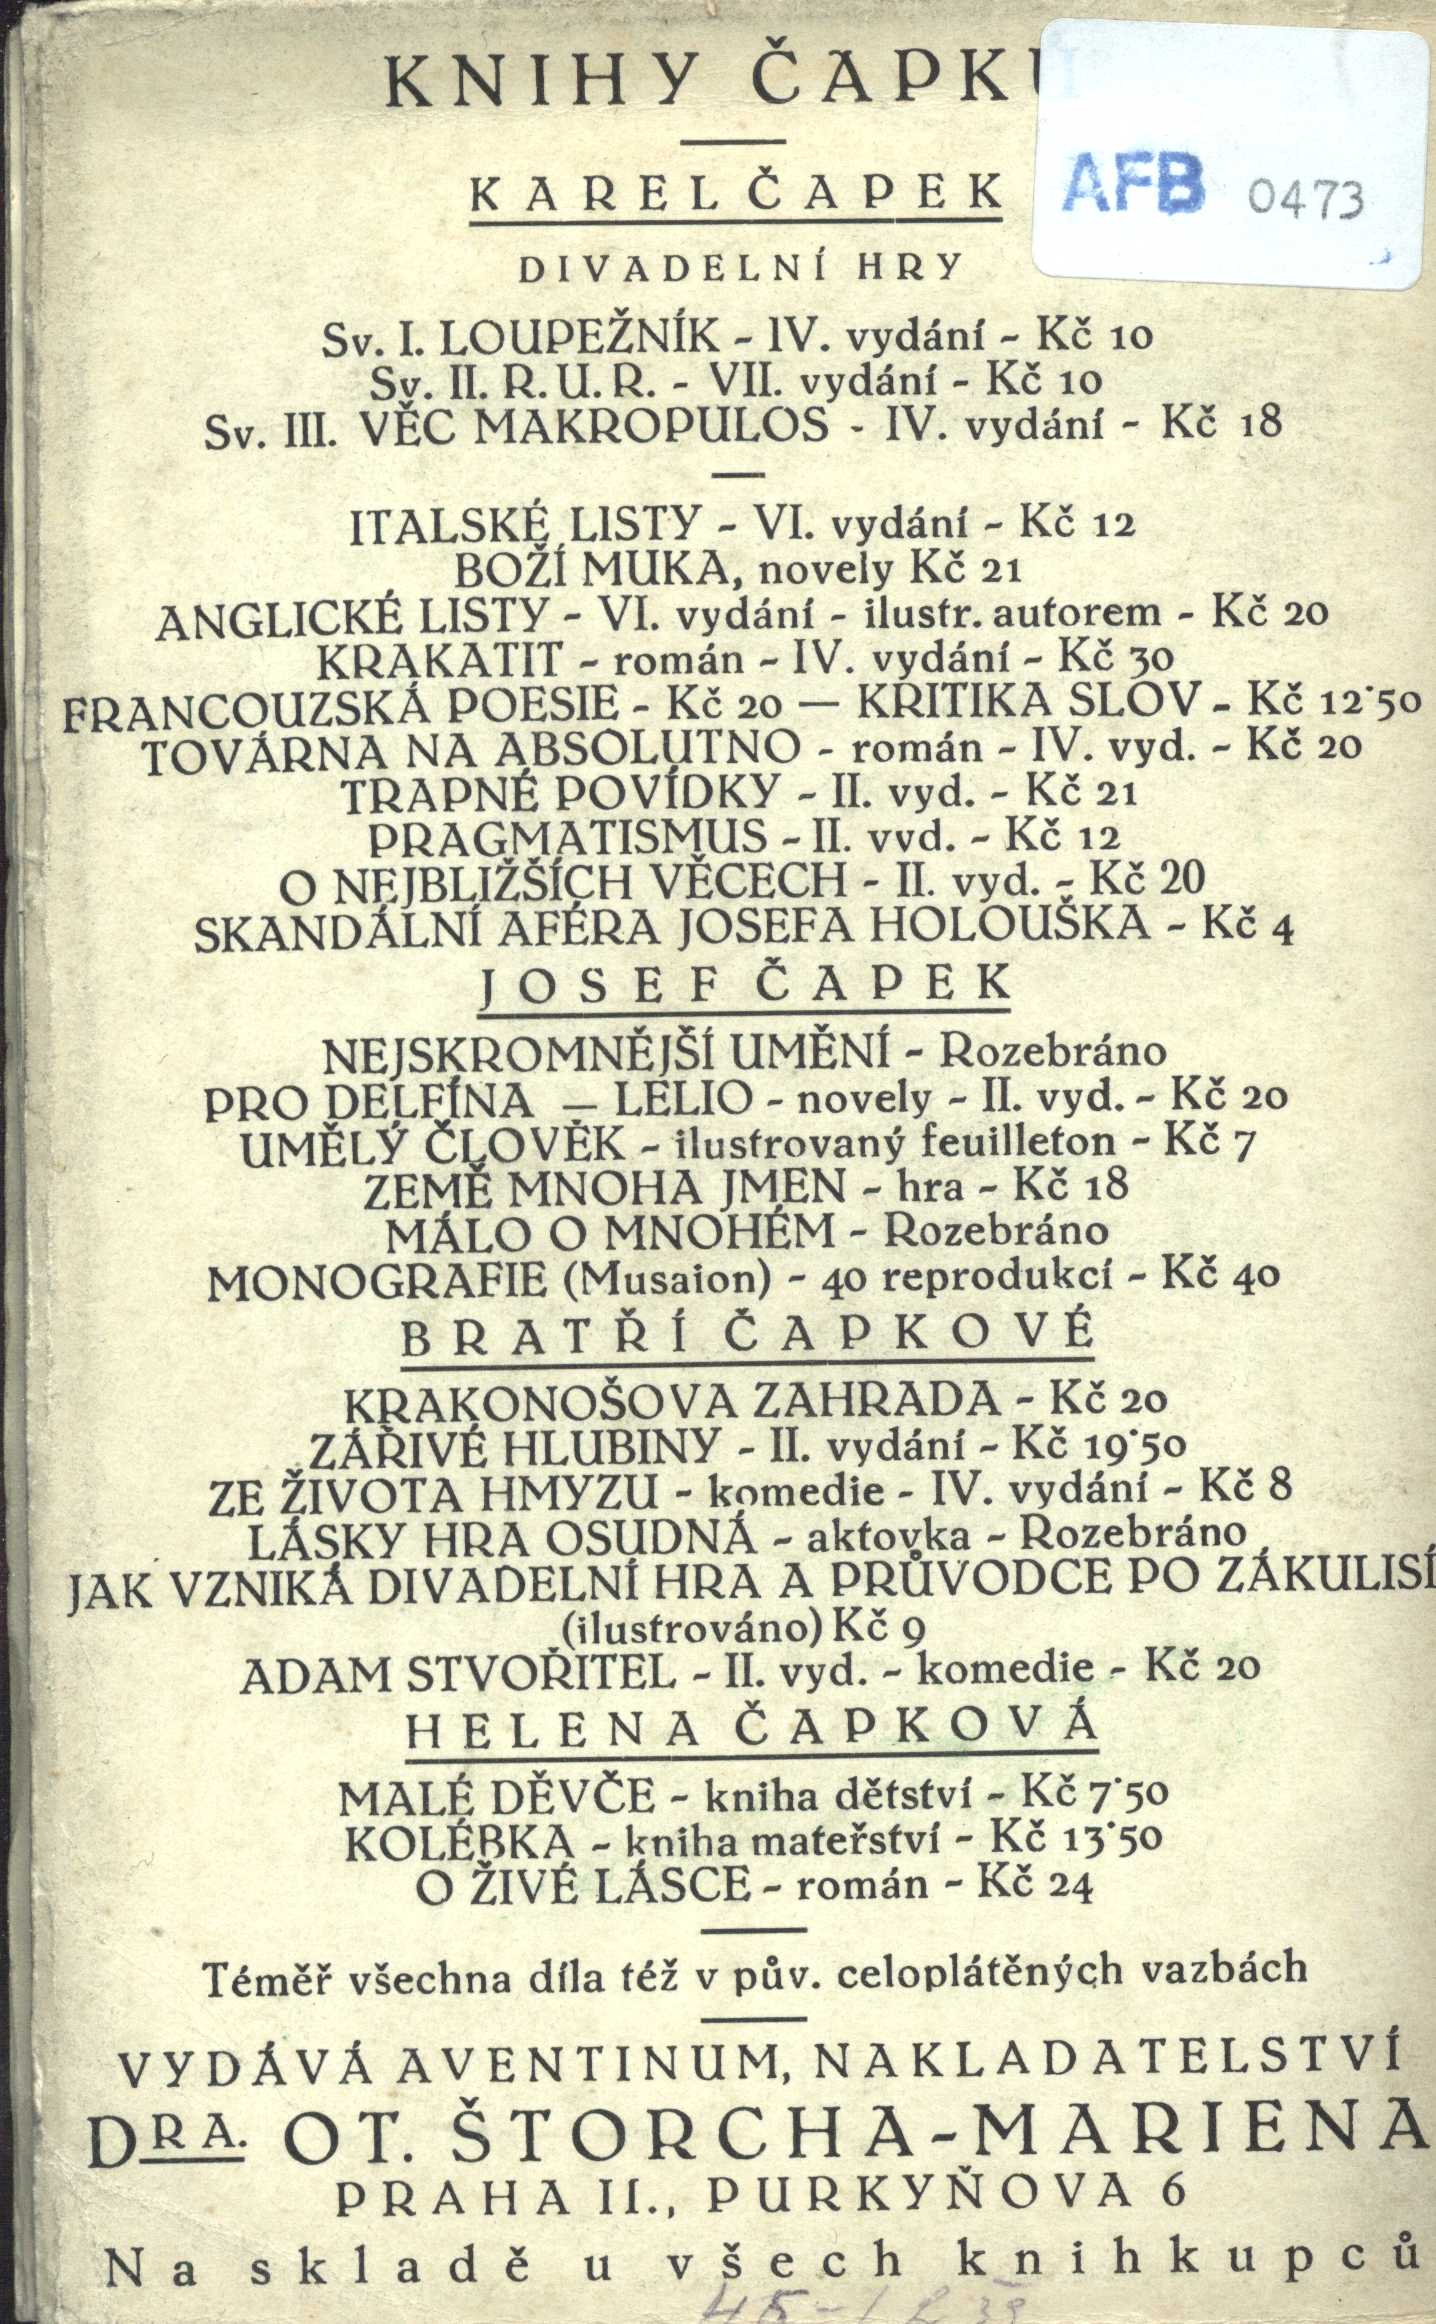 KNIHY ČAPKŮ
AFB 0473
KAREL ČAPEK
DIVADELNÍ HRY
Sv. I. LOUPEŽNÍK - IV. vydání - Kč 10
Sv. II. R. U. R. - VII. vydání - Kč 10
Sv. III. VĚC MAKROPULOS - IV. vydání - Kč 18
ITALSKÉ LISTY - VI. vydání - Kč 12
BOŽÍ MUKA, novely Kč 21
ANGLICKÉ LISTY - VI. vydání - ilustr. autorem - Kč 20
KRAKATIT - román - IV. vydání - Kč 30
FRANCOUZSKÁ POESIE - Kč 20 — KRITIKA SLOV - Kč 12·50
TOVÁRNA NA ABSOLUTNO - román - IV. vyd. - Kč 20
TRAPNÉ POVÍDKY - II. vyd. - Kč 21
PRAGMATISMUS - II. vyd. - Kč 12
O NEJBLIŽŠÍCH VĚCECH - II. vyd. - Kč 20
SKANDÁLNÍ AFÉRA JOSEFA HOLOUŠKA - Kč 4
JOSEF ČAPEK
NEJSKROMNĚJŠÍ UMĚNÍ - Rozebráno
PRO DELFÍNA — LELIO - novely - II. vyd. - Kč 20
UMĚLÝ ČLOVĚK - ilustrovaný feuilleton - Kč 7
ZEMĚ MNOHA JMEN - hra - Kč 18
MÁLO O MNOHÉM - Rozebráno
MONOGRAFIE (Musaion) - 40 reprodukcí - Kč 40
BRATŘÍ ČAPKOVÉ
KRAKONOŠOVA ZAHRADA - Kč 20
ZÁŘIVÉ HLUBINY - II. vydání - Kč 19·50
ZE ŽIVOTA HMYZU - komedie - IV. vydání - Kč 8
LÁSKY HRA OSUDNÁ - aktovka - Rozebráno
JAK VZNIKÁ DIVADELNÍ HRA A PRŮVODCE PO ZÁKULISÍ
(ilustrováno) Kč 9
ADAM STVOŘITEL - II. vyd. - komedie - Kč 20
HELENA ČAPKOVÁ
MALÉ DĚVČE - kniha dětství - Kč 7·50
KOLÉBKA - kniha mateřství - Kč 13·50
O ŽIVÉ LÁSCE - román - Kč 24
Téměř všechna díla též v pův. celoplátěných vazbách
VYDÁVÁ AVENTINUM, NAKLADATELSTVÍ
DRA. OT. ŠTORCHA-MARIENA
PRAHA II., PURKYŇOVA 6
Na skladě u všech knihkupců